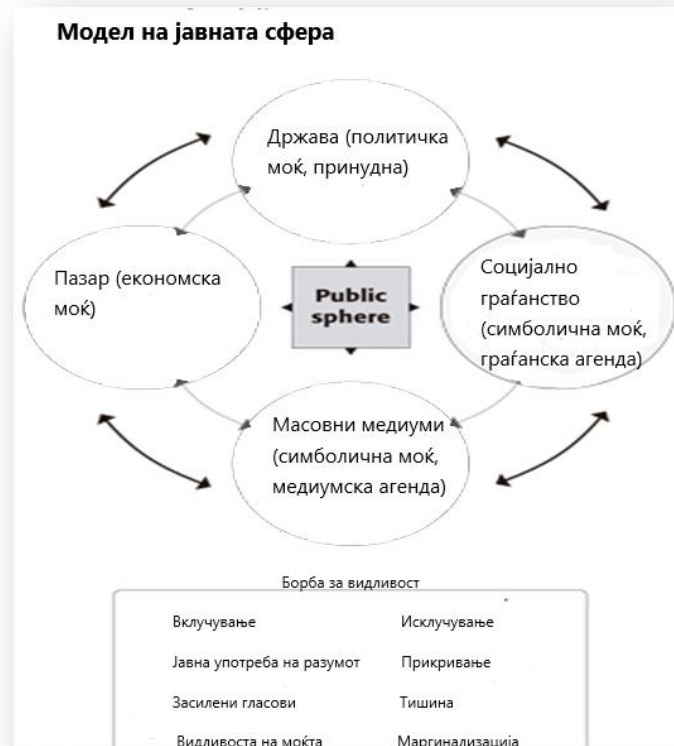 Модел на јавната сфера
Држава (политичка
моќ, принудна)
Пазар (економска
моќ)
Public
sphere
Социјално
граѓанство
(симболична моќ,
граѓанска агенда)
Масовни медиуми
(симболична моќ,
медиумска агенда)
Борба за видливост
Вклучување Исклучување
Јавна употреба на разумот Прикривање
Засилени гласови Тишина
Видливоста на моќта Маргинализација